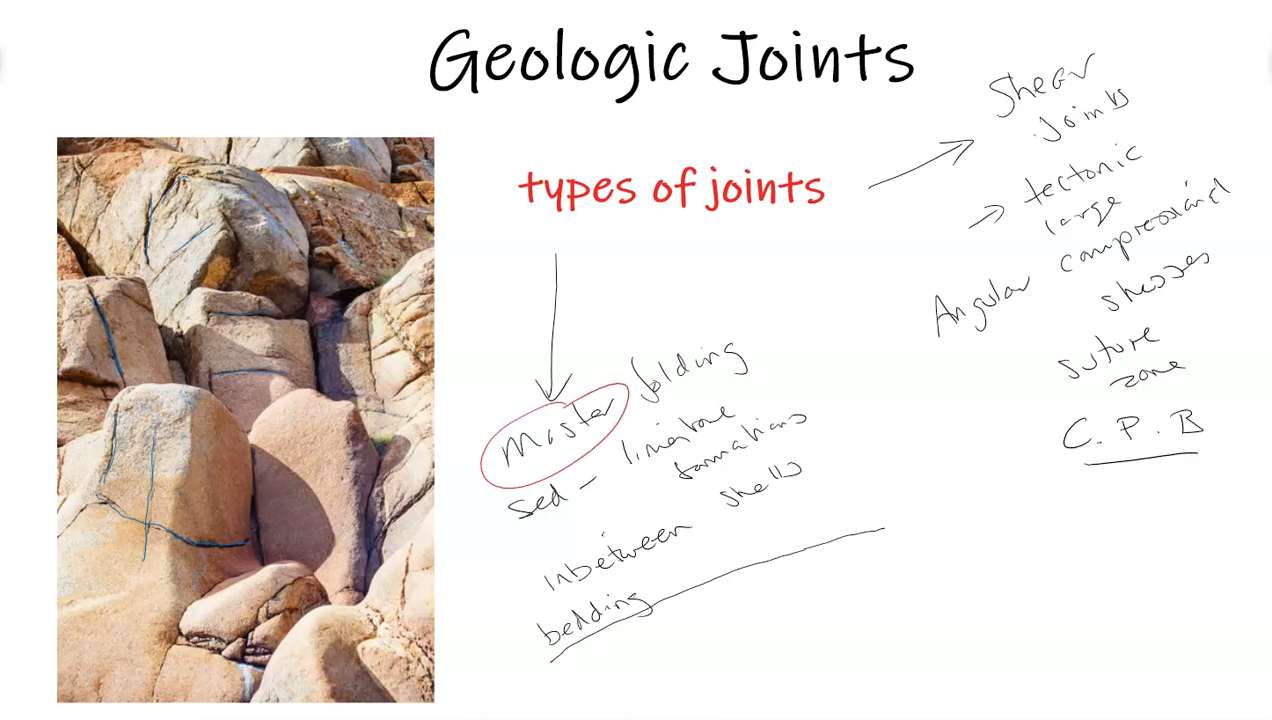 Geologic Joints
types of joints
Shear
Joints
tectonic
large
compressional
Angular
stresses
suture
zone
C. P. B
folding
Master
limestone
formations
sed -
shells
inbetween
bedding